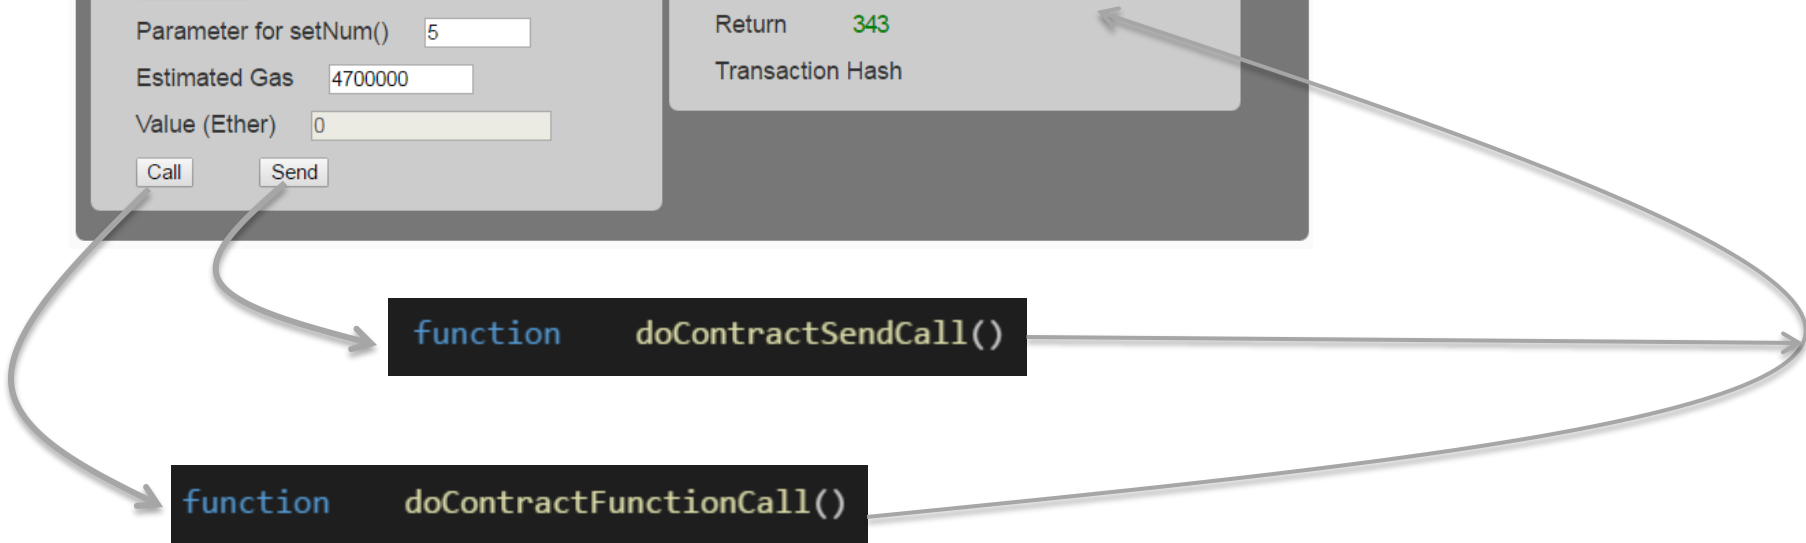 Parameter for setNum() 5
Estimated Gas 4700000
Value (Ether) 0
Call Send
Return 343
Transaction Hash
function doContractSendCall()
function doContractFunctionCall()